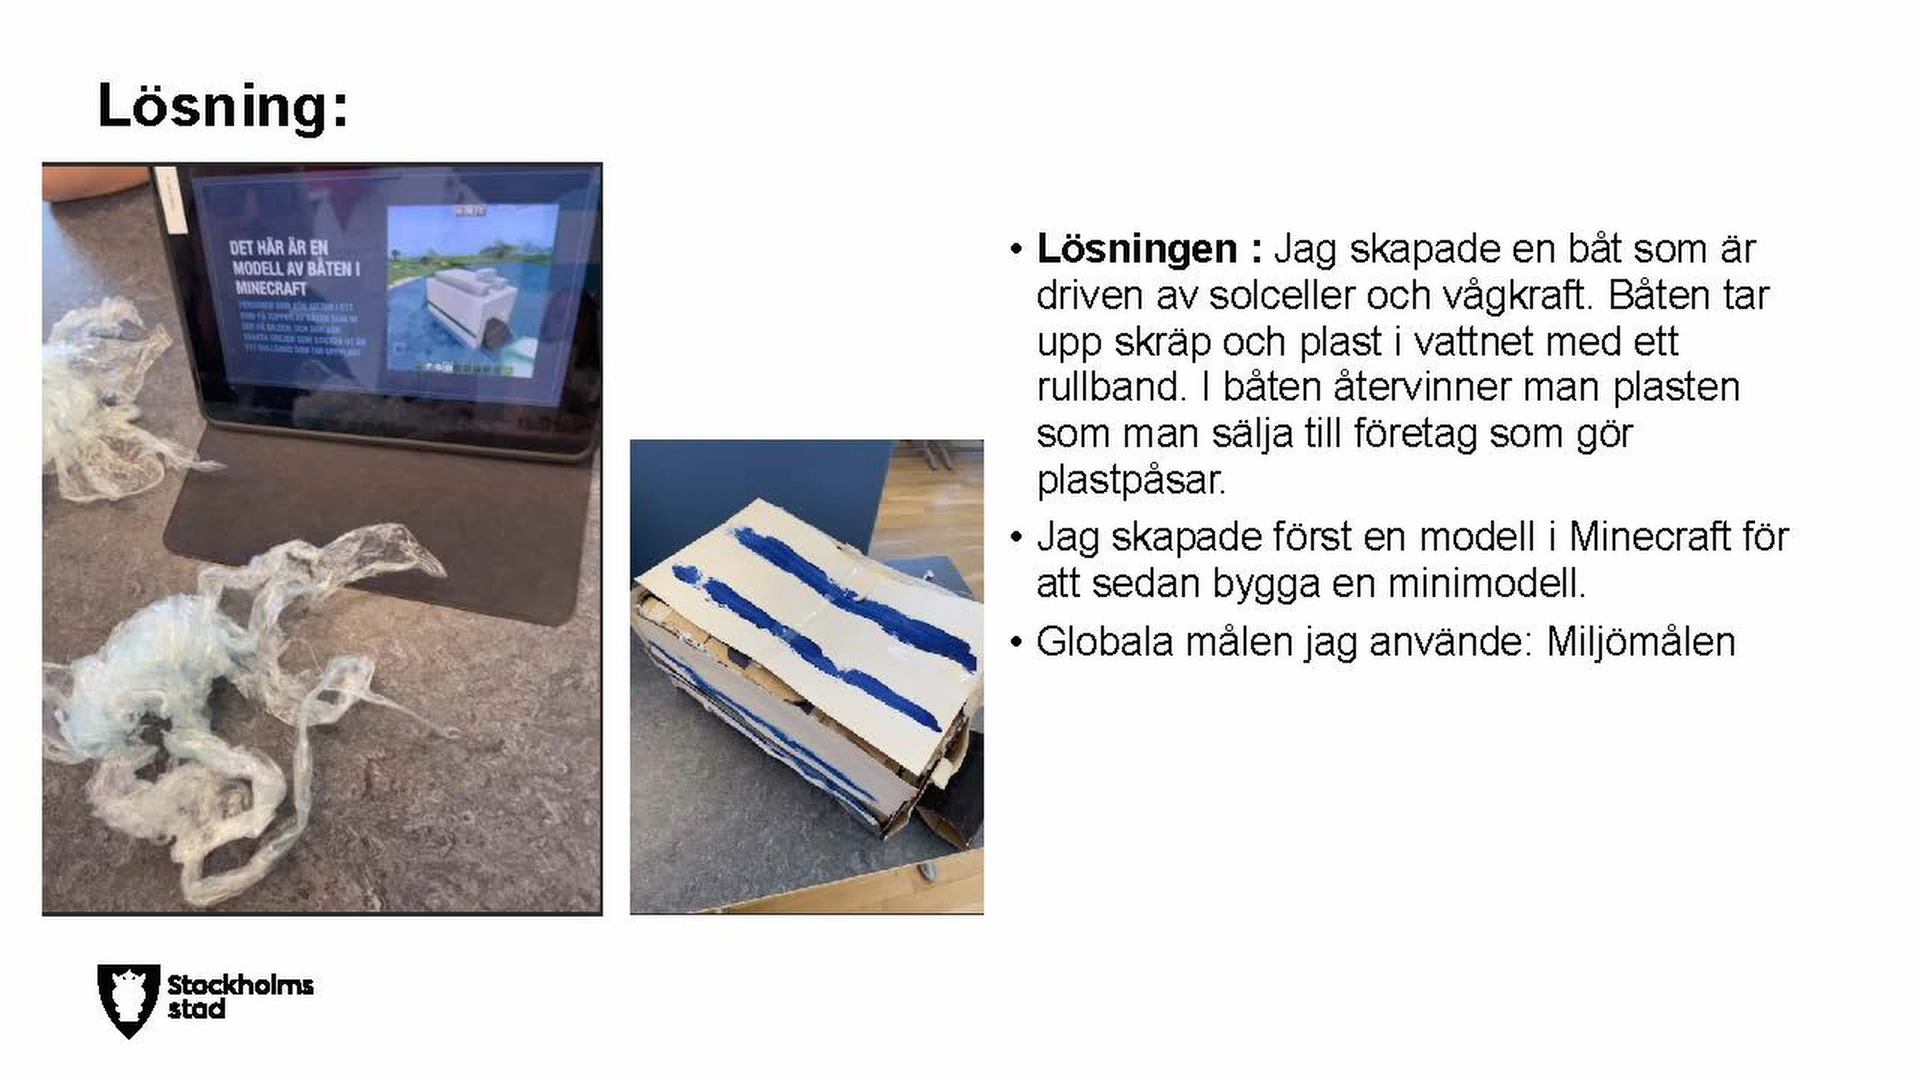 Lösning:
DET HÄR ÄR EN
MODELL AV BÅTEN I
MINECRAFT
• Lösningen : Jag skapade en båt som är
driven av solceller och vågkraft. Båten tar
upp skräp och plast i vattnet med ett
rullband. I båten återvinner man plasten
som man sälja till företag som gör
plastpåsar.
• Jag skapade först en modell i Minecraft för
att sedan bygga en minimodell.
• Globala målen jag använde: Miljömålen
Stockholms
stad